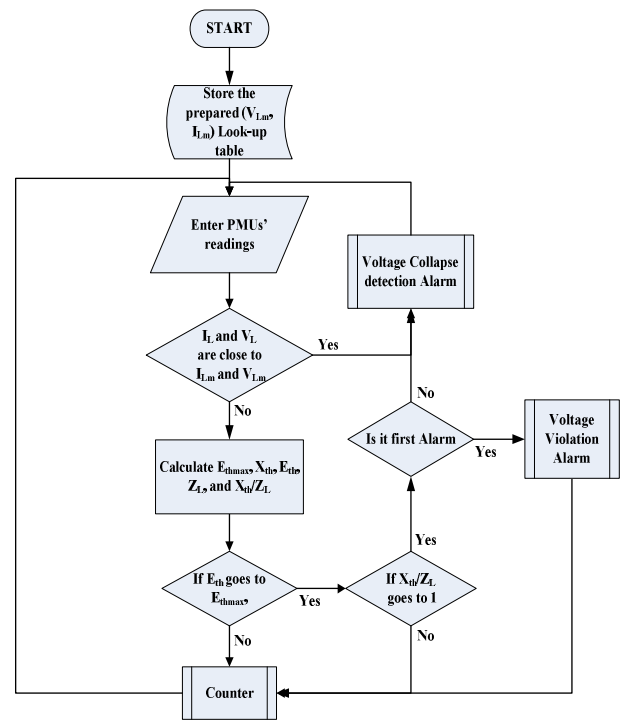 START
Store the
prepared (VLm,
ILm) Look-up
table
Enter PMUs'
readings
Voltage Collapse
detection Alarm
IL and VL
are close to
ILm and VLm
Yes
No
Is it first Alarm
No
Yes
Voltage
Violation
Alarm
Calculate Ethmax, Xth, Eth,
ZL, and Xth/ZL
Yes
If Eth goes to
Ethmax,
Yes
If Xth/ZL
goes to 1
No
No
Counter